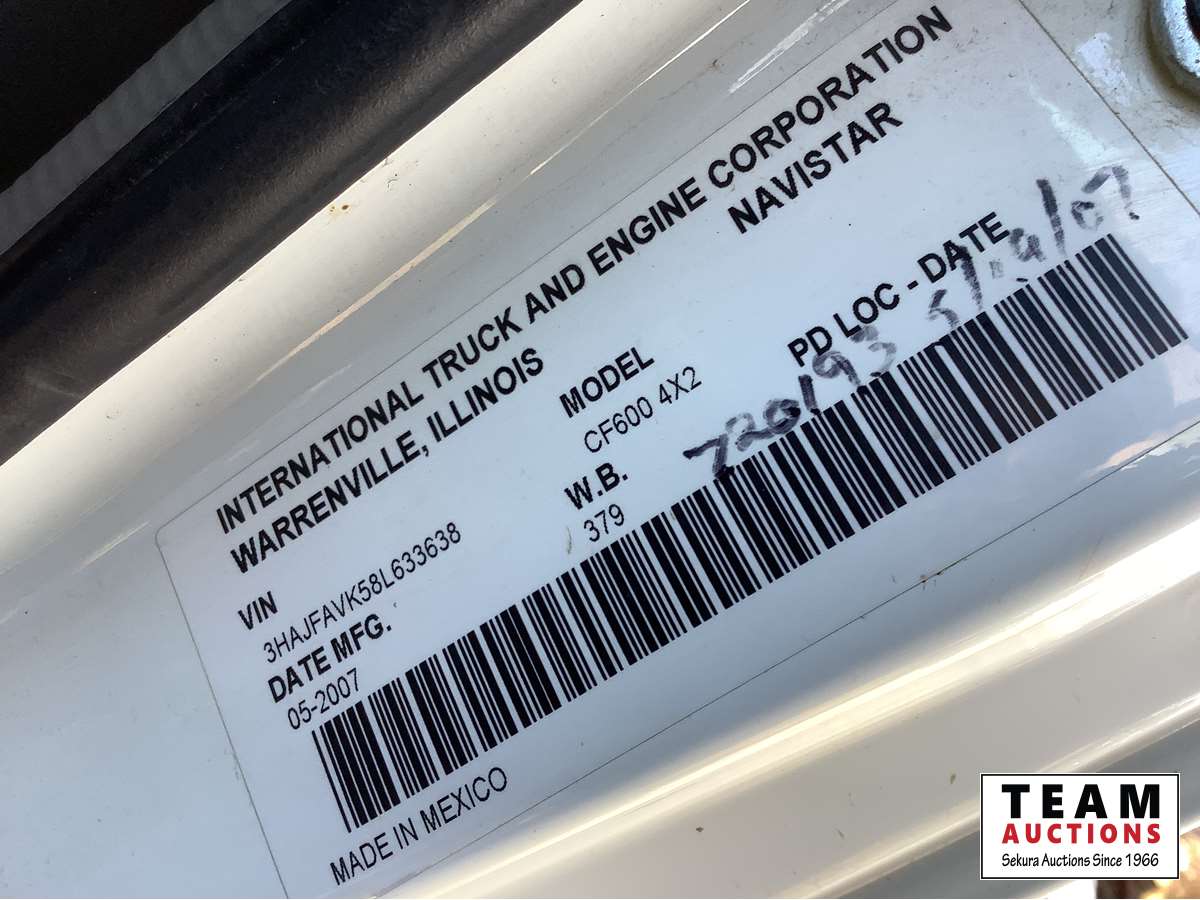 INTERNATIONAL TRUCK AND ENGINE CORPORATION
WARRENVILLE, ILLINOIS
NAVISTAR
VIN
3HAJFAVK58L633638
MODEL
CF600 4X2
PD LOC - DATE
720193
DATE MFG.
05-2007
W.B.
379
MADE IN MEXICO
TEAM
AUCTIONS
Sekura Auctions Since 1966